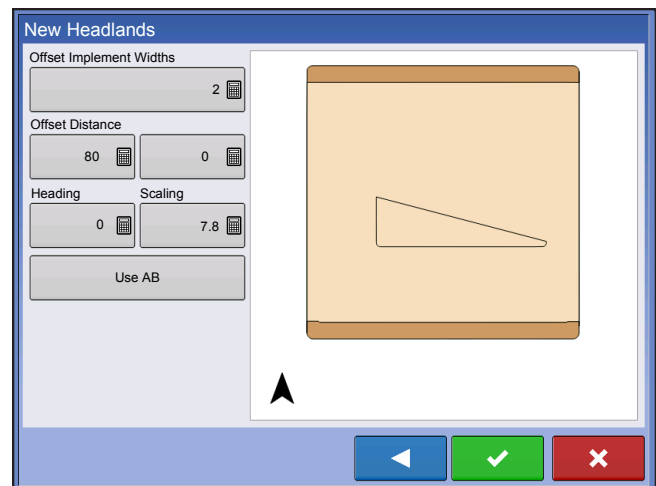 New Headlands
Offset Implement Widths
2
Offset Distance
80 0
Heading Scaling
0 7.8
Use AB